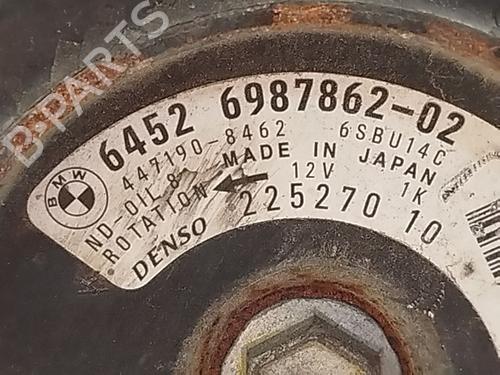 B-PARTS
6452 6987862-02
BMW
447190-8462 6SBU14C
ND-OIL 8 MADE IN JAPAN
ROTATION 12V 1K
DENSO 225270 10